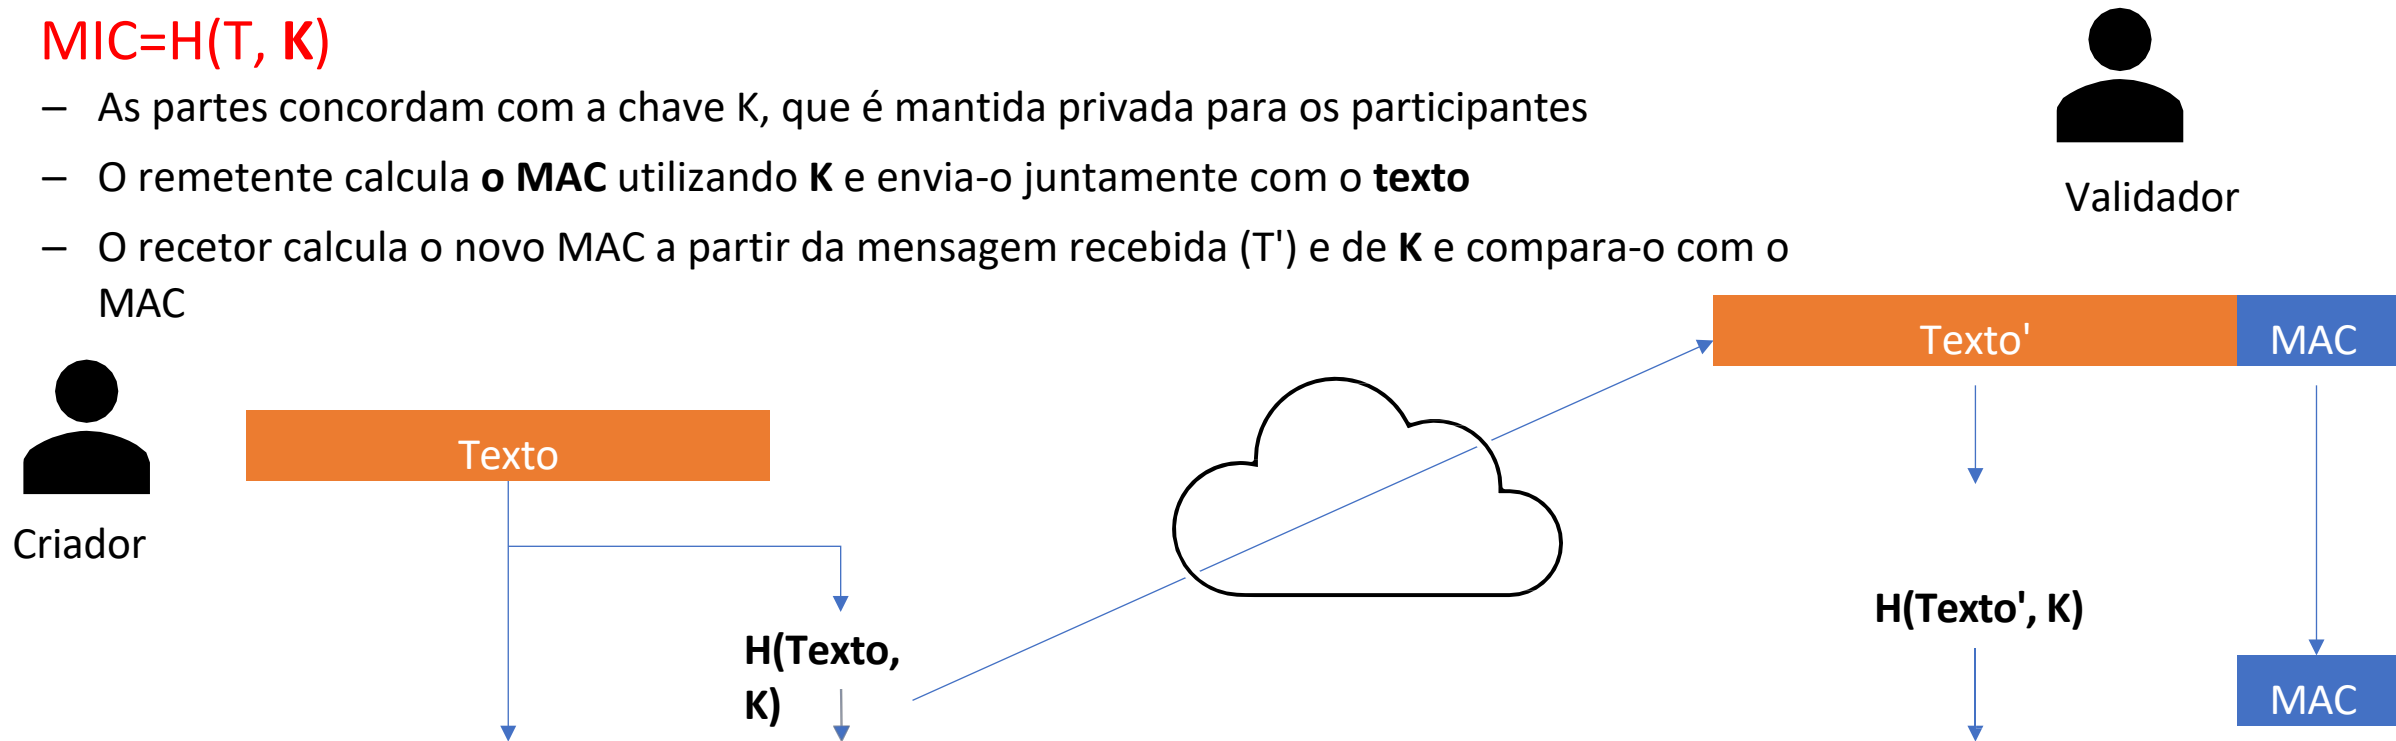 MIC=H(T, K)
– As partes concordam com a chave K, que é mantida privada para os participantes
– O remetente calcula o MAC utilizando K e envia-o juntamente com o texto
– O recetor calcula o novo MAC a partir da mensagem recebida (T') e de K e compara-o com o
MAC
Validador
Texto'
MAC
Texto
Criador
H(Texto,
K)
H(Texto', K)
MAC